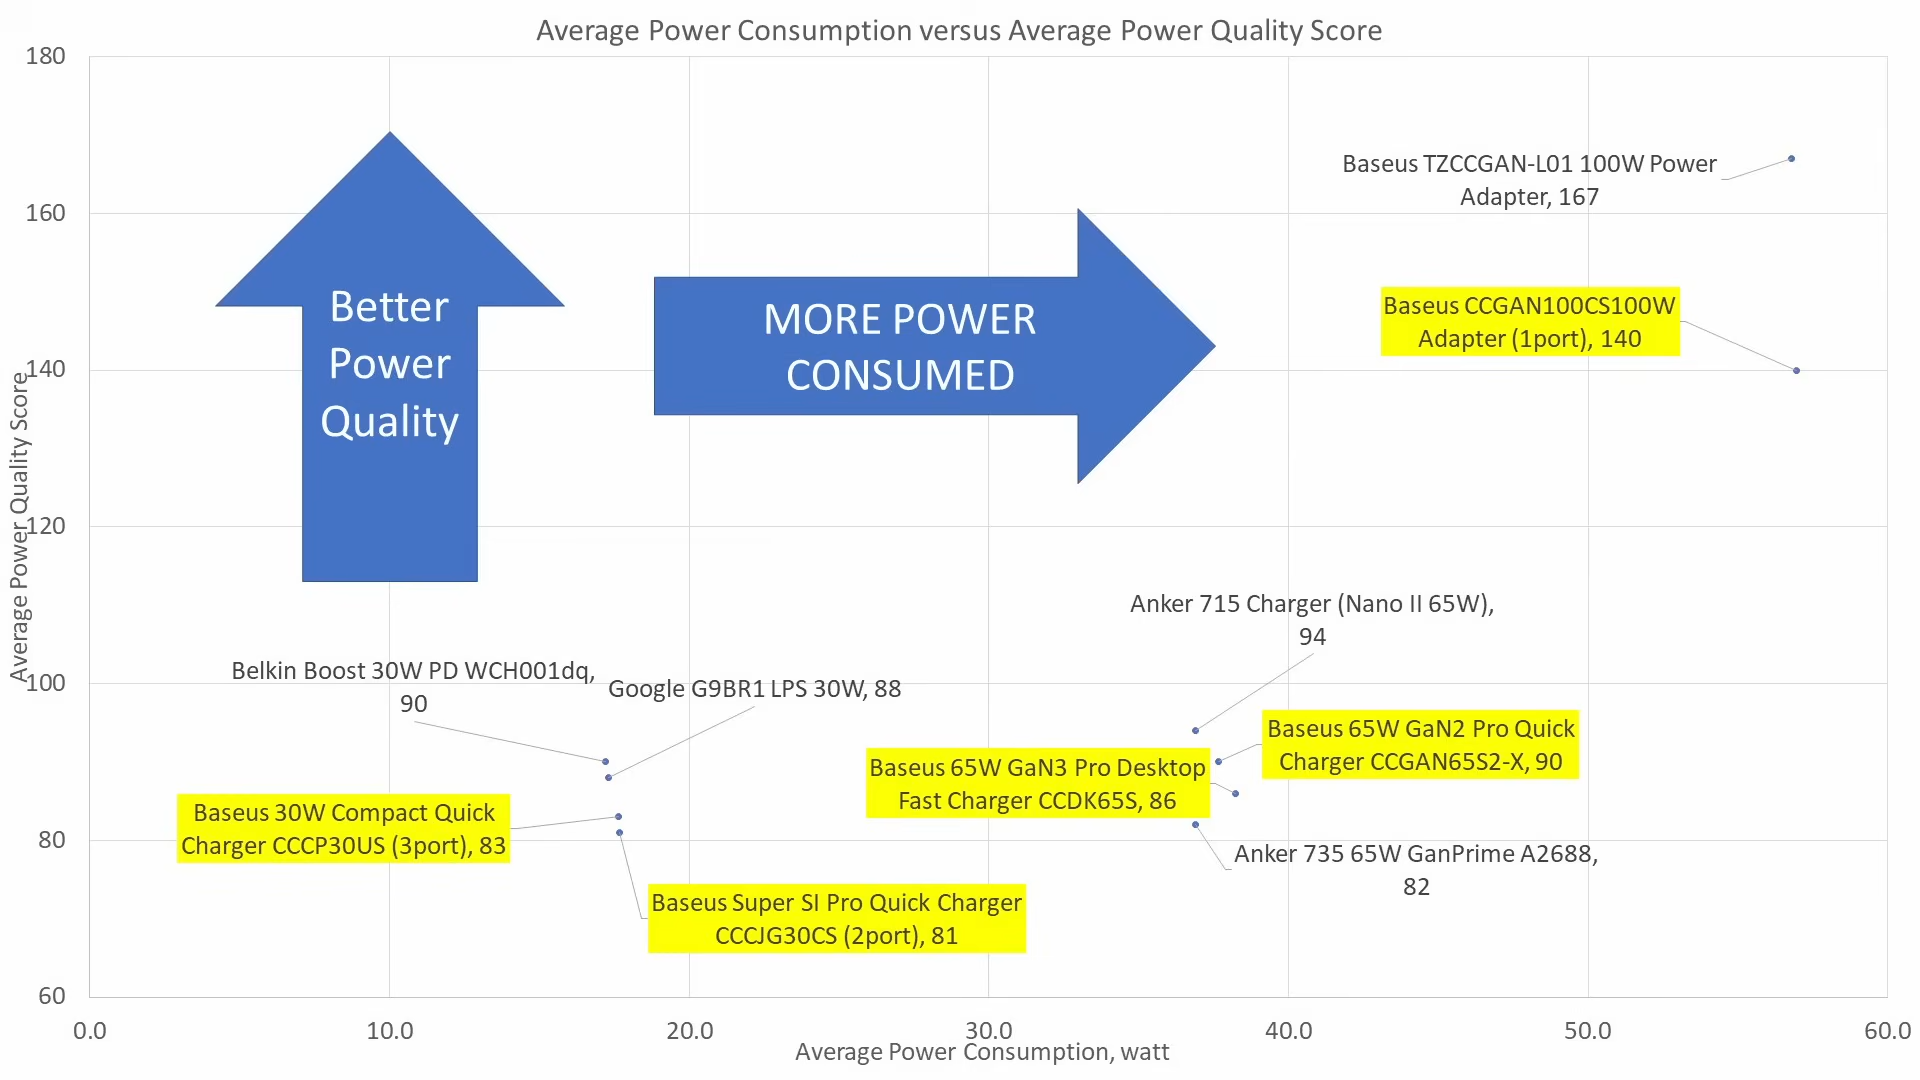 Average Power Consumption versus Average Power Quality Score
180
160
140
120
100
80
60
Average Power Quality Score
Better
Power
Quality
MORE POWER
CONSUMED
Baseus TZCCGAN-L01 100W Power
Adapter, 167
Baseus CCGAN100CS100W
Adapter (1port), 140
Anker 715 Charger (Nano II 65W),
94
Belkin Boost 30W PD WCH001dq,
90
Google G9BR1 LPS 30W, 88
Baseus 65W GaN2 Pro Quick
Charger CCGAN65S2-X, 90
Baseus 65W GaN3 Pro Desktop
Fast Charger CCDK65S, 86
Baseus 30W Compact Quick
Charger CCCP30US (3port), 83
Anker 735 65W GanPrime A2688,
82
Baseus Super SI Pro Quick Charger
CCCJG30CS (2port), 81
0.0
10.0
20.0
30.0
40.0
50.0
60.0
Average Power Consumption, watt